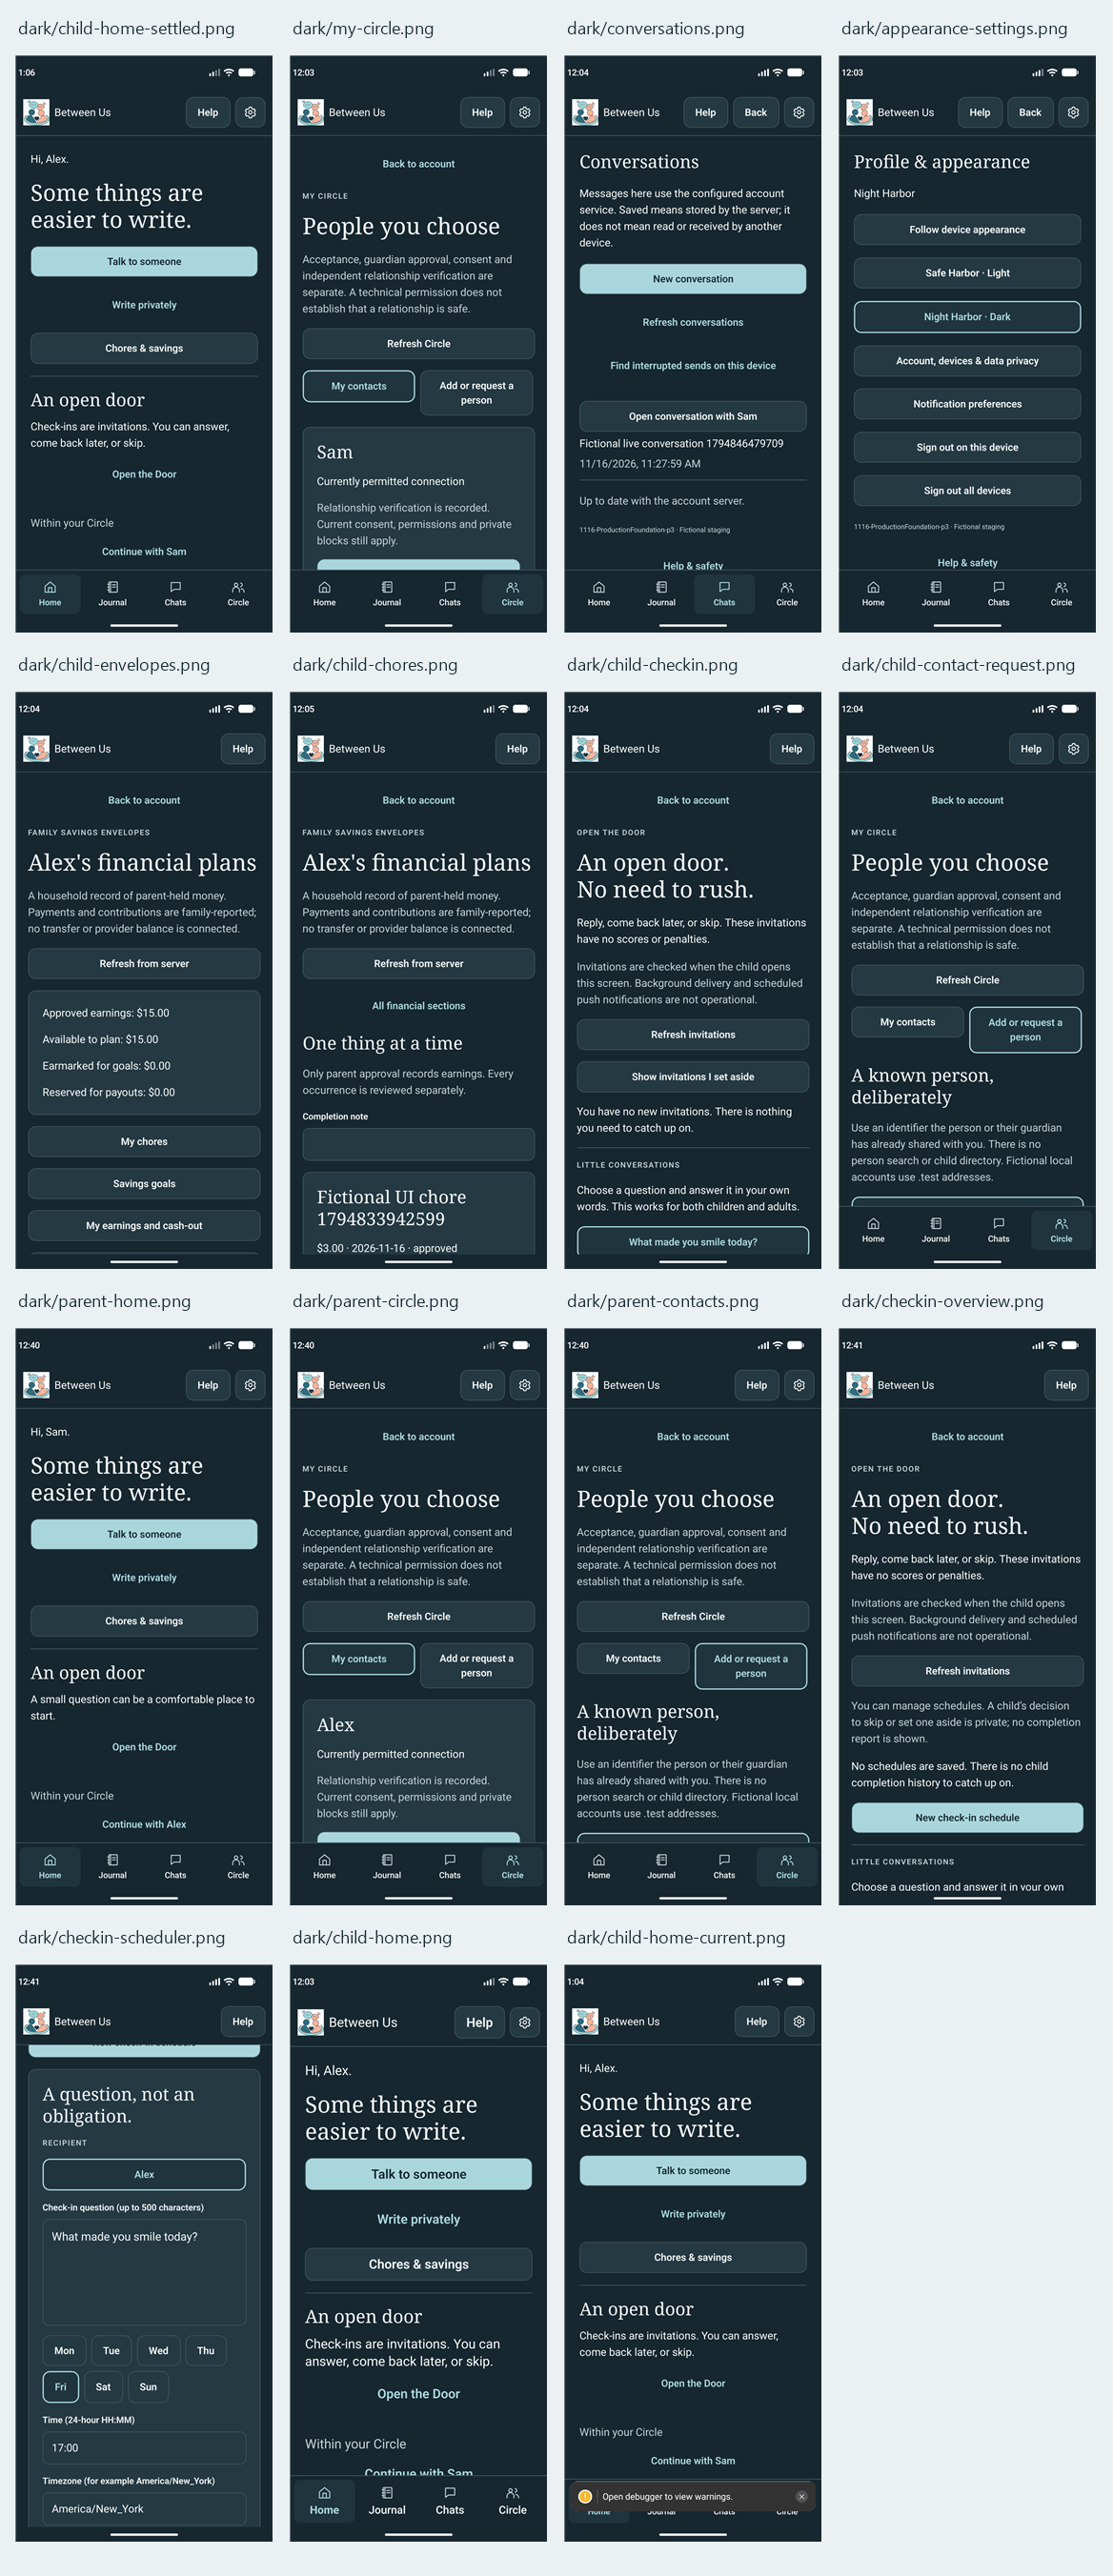 dark/child-home-settled.png
1:06
Between Us
Help
Hi, Alex.
Some things are
easier to write.
Talk to someone
Write privately
Chores & savings
An open door
Check-ins are invitations. You can answer,
come back later, or skip.
Open the Door
Within your Circle
Continue with Sam
Home
Journal
Chats
Circle
dark/my-circle.png
12:03
Between Us
Help
Back to account
MY CIRCLE
People you choose
Acceptance, guardian approval, consent and
independent relationship verification are
separate. A technical permission does not
establish that a relationship is safe.
Refresh Circle
My contacts
Add or request a
person
Sam
Currently permitted connection
Relationship verification is recorded.
Current consent, permissions and private
blocks still apply.
Home
Journal
Chats
Circle
dark/conversations.png
12:04
Between Us
Help
Back
Conversations
Messages here use the configured account
service. Saved means stored by the server; it
does not mean read or received by another
device.
New conversation
Refresh conversations
Find interrupted sends on this device
Open conversation with Sam
Fictional live conversation 1794846479709
11/16/2026, 11:27:59 AM
Up to date with the account server.
1116-ProductionFoundation-p3 · Fictional staging
Help & safety
Home
Journal
Chats
Circle
dark/appearance-settings.png
12:03
Between Us
Help
Back
Profile & appearance
Night Harbor
Follow device appearance
Safe Harbor · Light
Night Harbor · Dark
Account, devices & data privacy
Notification preferences
Sign out on this device
Sign out all devices
1116-ProductionFoundation-p3 · Fictional staging
Help & safety
Home
Journal
Chats
Circle
dark/child-envelopes.png
12:04
Between Us
Help
Back to account
FAMILY SAVINGS ENVELOPES
Alex's financial plans
A household record of parent-held money.
Payments and contributions are family-reported;
no transfer or provider balance is connected.
Refresh from server
Approved earnings: $15.00
Available to plan: $15.00
Earmarked for goals: $0.00
Reserved for payouts: $0.00
My chores
Savings goals
My earnings and cash-out
dark/child-chores.png
12:05
Between Us
Help
Back to account
FAMILY SAVINGS ENVELOPES
Alex's financial plans
A household record of parent-held money.
Payments and contributions are family-reported;
no transfer or provider balance is connected.
Refresh from server
All financial sections
One thing at a time
Only parent approval records earnings. Every
occurrence is reviewed separately.
Completion note
Fictional UI chore
1794833942599
$3.00 · 2026-11-16 · approved
dark/child-checkin.png
12:04
Between Us
Help
Back to account
OPEN THE DOOR
An open door.
No need to rush.
Reply, come back later, or skip. These invitations
have no scores or penalties.
Invitations are checked when the child opens
this screen. Background delivery and scheduled
push notifications are not operational.
Refresh invitations
Show invitations I set aside
You have no new invitations. There is nothing
you need to catch up on.
LITTLE CONVERSATIONS
Choose a question and answer it in your own
words. This works for both children and adults.
What made you smile today?
dark/child-contact-request.png
12:04
Between Us
Help
Back to account
MY CIRCLE
People you choose
Acceptance, guardian approval, consent and
independent relationship verification are
separate. A technical permission does not
establish that a relationship is safe.
Refresh Circle
My contacts
Add or request a
person
A known person,
deliberately
Use an identifier the person or their guardian
has already shared with you. There is no
person search or child directory. Fictional local
accounts use .test addresses.
Home
Journal
Chats
Circle
dark/parent-home.png
12:40
Between Us
Help
Hi, Sam.
Some things are
easier to write.
Talk to someone
Write privately
Chores & savings
An open door
A small question can be a comfortable place to
start.
Open the Door
Within your Circle
Continue with Alex
Home
Journal
Chats
Circle
dark/parent-circle.png
12:40
Between Us
Help
Back to account
MY CIRCLE
People you choose
Acceptance, guardian approval, consent and
independent relationship verification are
separate. A technical permission does not
establish that a relationship is safe.
Refresh Circle
My contacts
Add or request a
person
Alex
Currently permitted connection
Relationship verification is recorded.
Current consent, permissions and private
blocks still apply.
Home
Journal
Chats
Circle
dark/parent-contacts.png
12:40
Between Us
Help
Back to account
MY CIRCLE
People you choose
Acceptance, guardian approval, consent and
independent relationship verification are
separate. A technical permission does not
establish that a relationship is safe.
Refresh Circle
My contacts
Add or request a
person
A known person,
deliberately
Use an identifier the person or their guardian
has already shared with you. There is no
person search or child directory. Fictional local
accounts use .test addresses.
Home
Journal
Chats
Circle
dark/checkin-overview.png
12:41
Between Us
Help
Back to account
OPEN THE DOOR
An open door.
No need to rush.
Reply, come back later, or skip. These invitations
have no scores or penalties.
Invitations are checked when the child opens
this screen. Background delivery and scheduled
push notifications are not operational.
Refresh invitations
You can manage schedules. A child's decision
to skip or set one aside is private; no completion
report is shown.
No schedules are saved. There is no child
completion history to catch up on.
New check-in schedule
LITTLE CONVERSATIONS
Choose a question and answer it in your own
dark/checkin-scheduler.png
12:41
Between Us
Help
A question, not an
obligation.
RECIPIENT
Alex
Check-in question (up to 500 characters)
What made you smile today?
Mon
Tue
Wed
Thu
Fri
Sat
Sun
Time (24-hour HH:MM)
17:00
Timezone (for example America/New_York)
America/New_York
dark/child-home.png
12:03
Between Us
Help
Hi, Alex.
Some things are
easier to write.
Talk to someone
Write privately
Chores & savings
An open door
Check-ins are invitations. You can
answer, come back later, or skip.
Open the Door
Within your Circle
Continue with Sam
Home
Journal
Chats
Circle
dark/child-home-current.png
1:04
Between Us
Help
Hi, Alex.
Some things are
easier to write.
Talk to someone
Write privately
Chores & savings
An open door
Check-ins are invitations. You can answer,
come back later, or skip.
Open the Door
Within your Circle
Continue with Sam
Open debugger to view warnings.
Home
Journal
Chats
Circle